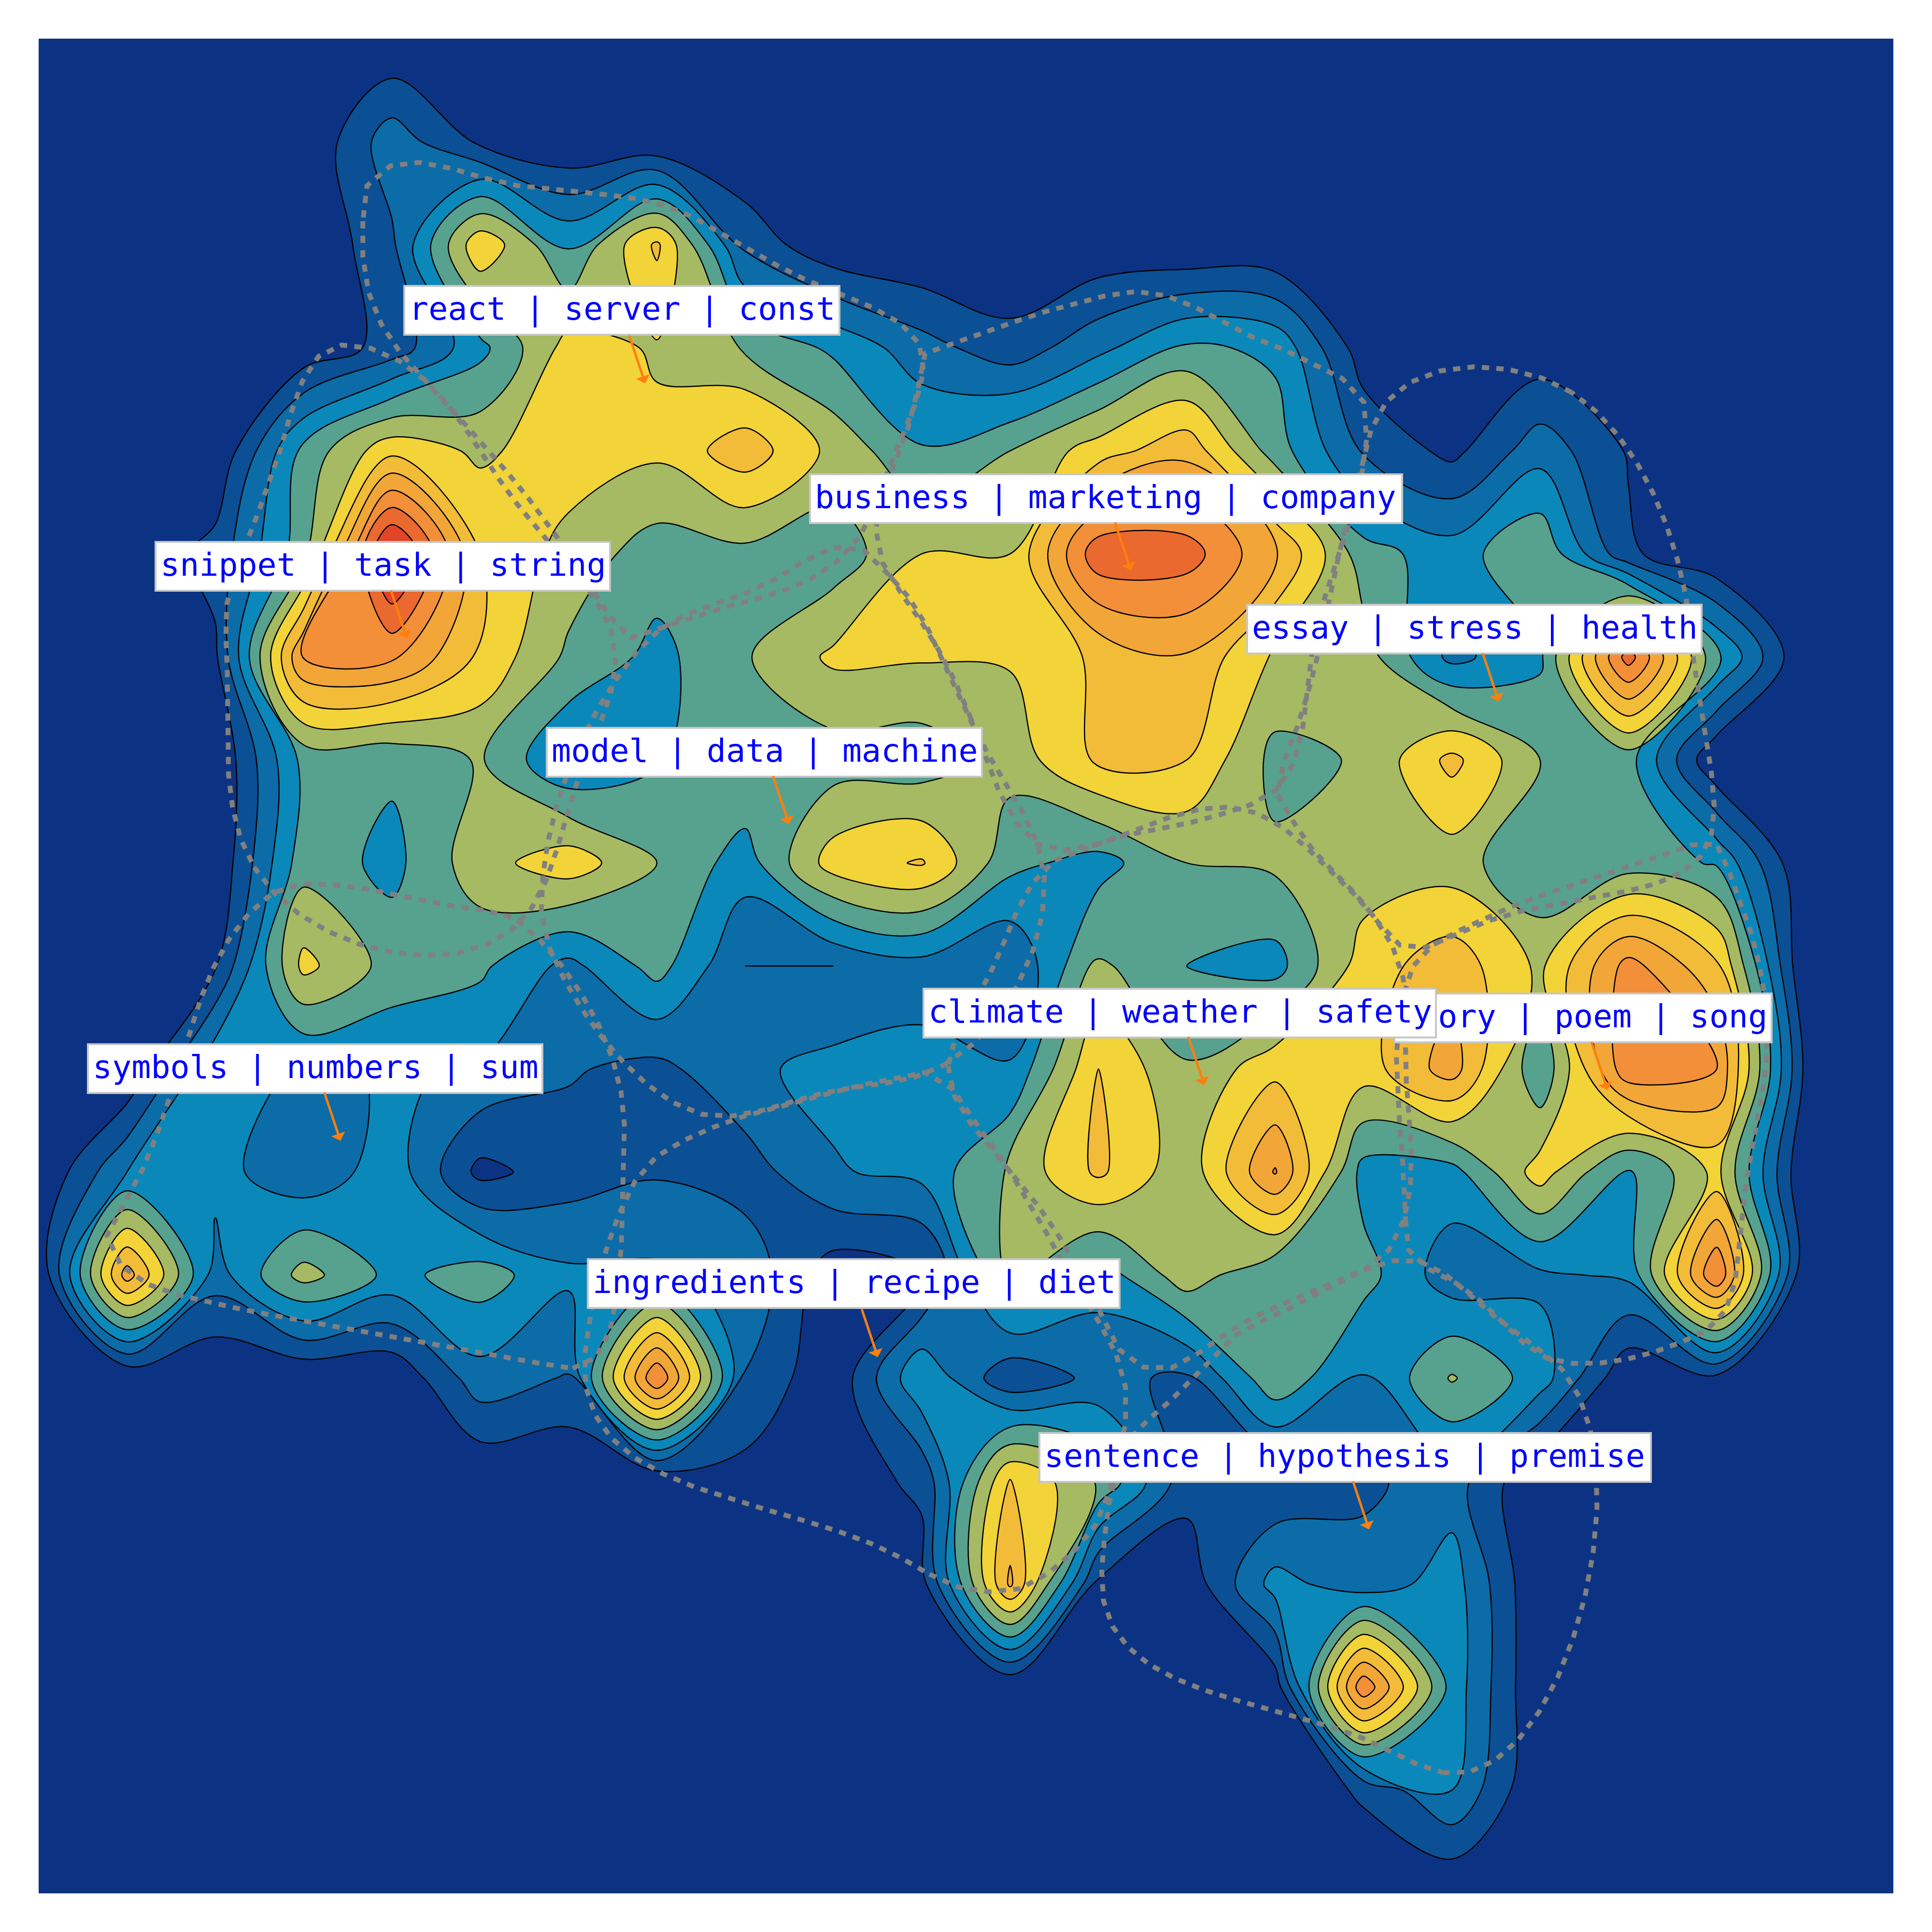 react | server | const
business | marketing | company
snippet | task | string
essay | stress | health
model | data | machine
climate | weather | safety
ory | poem | song
symbols | numbers | sum
ingredients | recipe | diet
sentence | hypothesis | premise